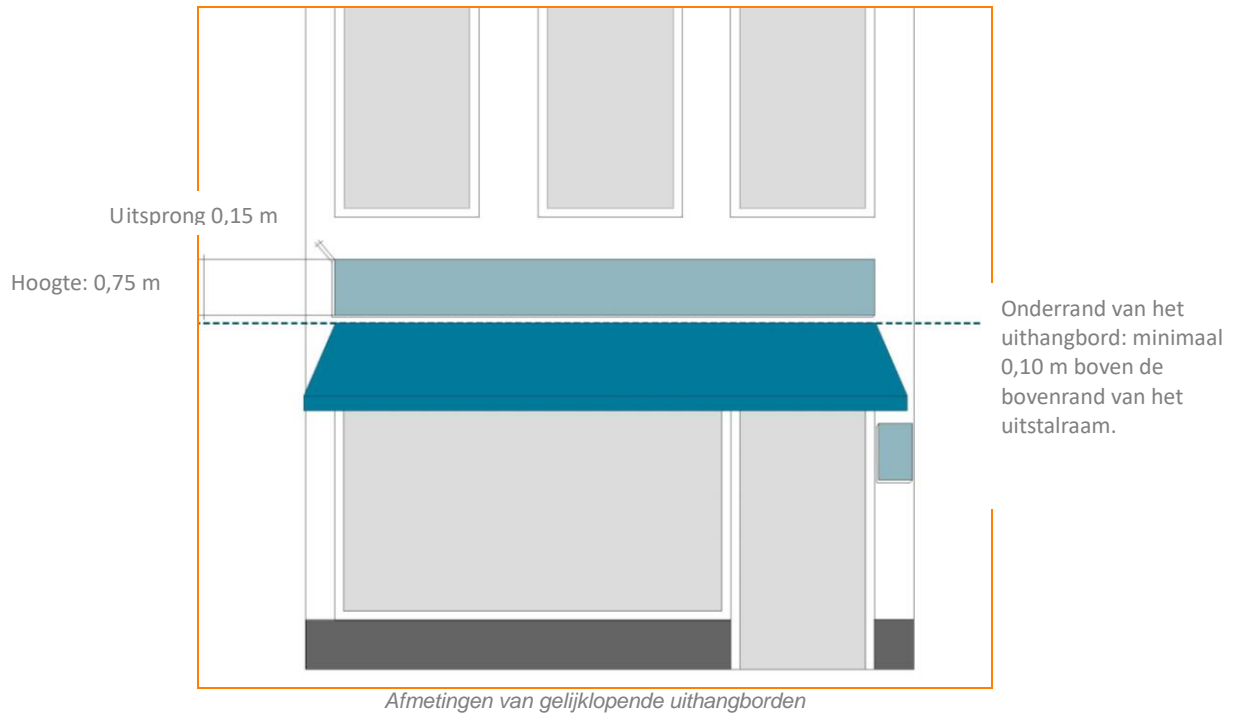 Uitsprong 0,15 m
Hoogte: 0,75 m
Onderrand van het
uithangbord: minimaal
0,10 m boven de
bovenrand van het
uitstalraam.
Afmetingen van gelijklopende uithangborden